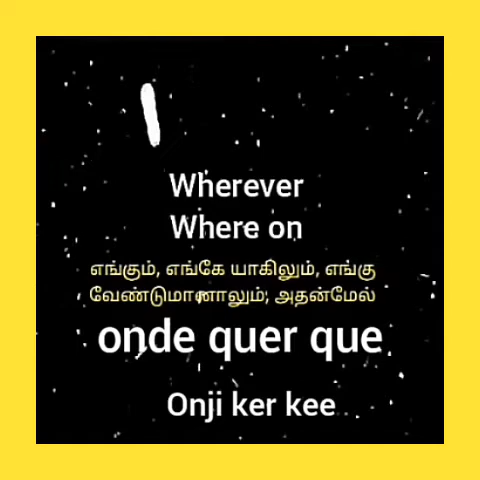 Wherever
Where on
எங்கும், எங்கே யாகிலும், எங்கு
வேண்டுமானாலும்; அதன்மேல்
onde quer que
Onji ker kee